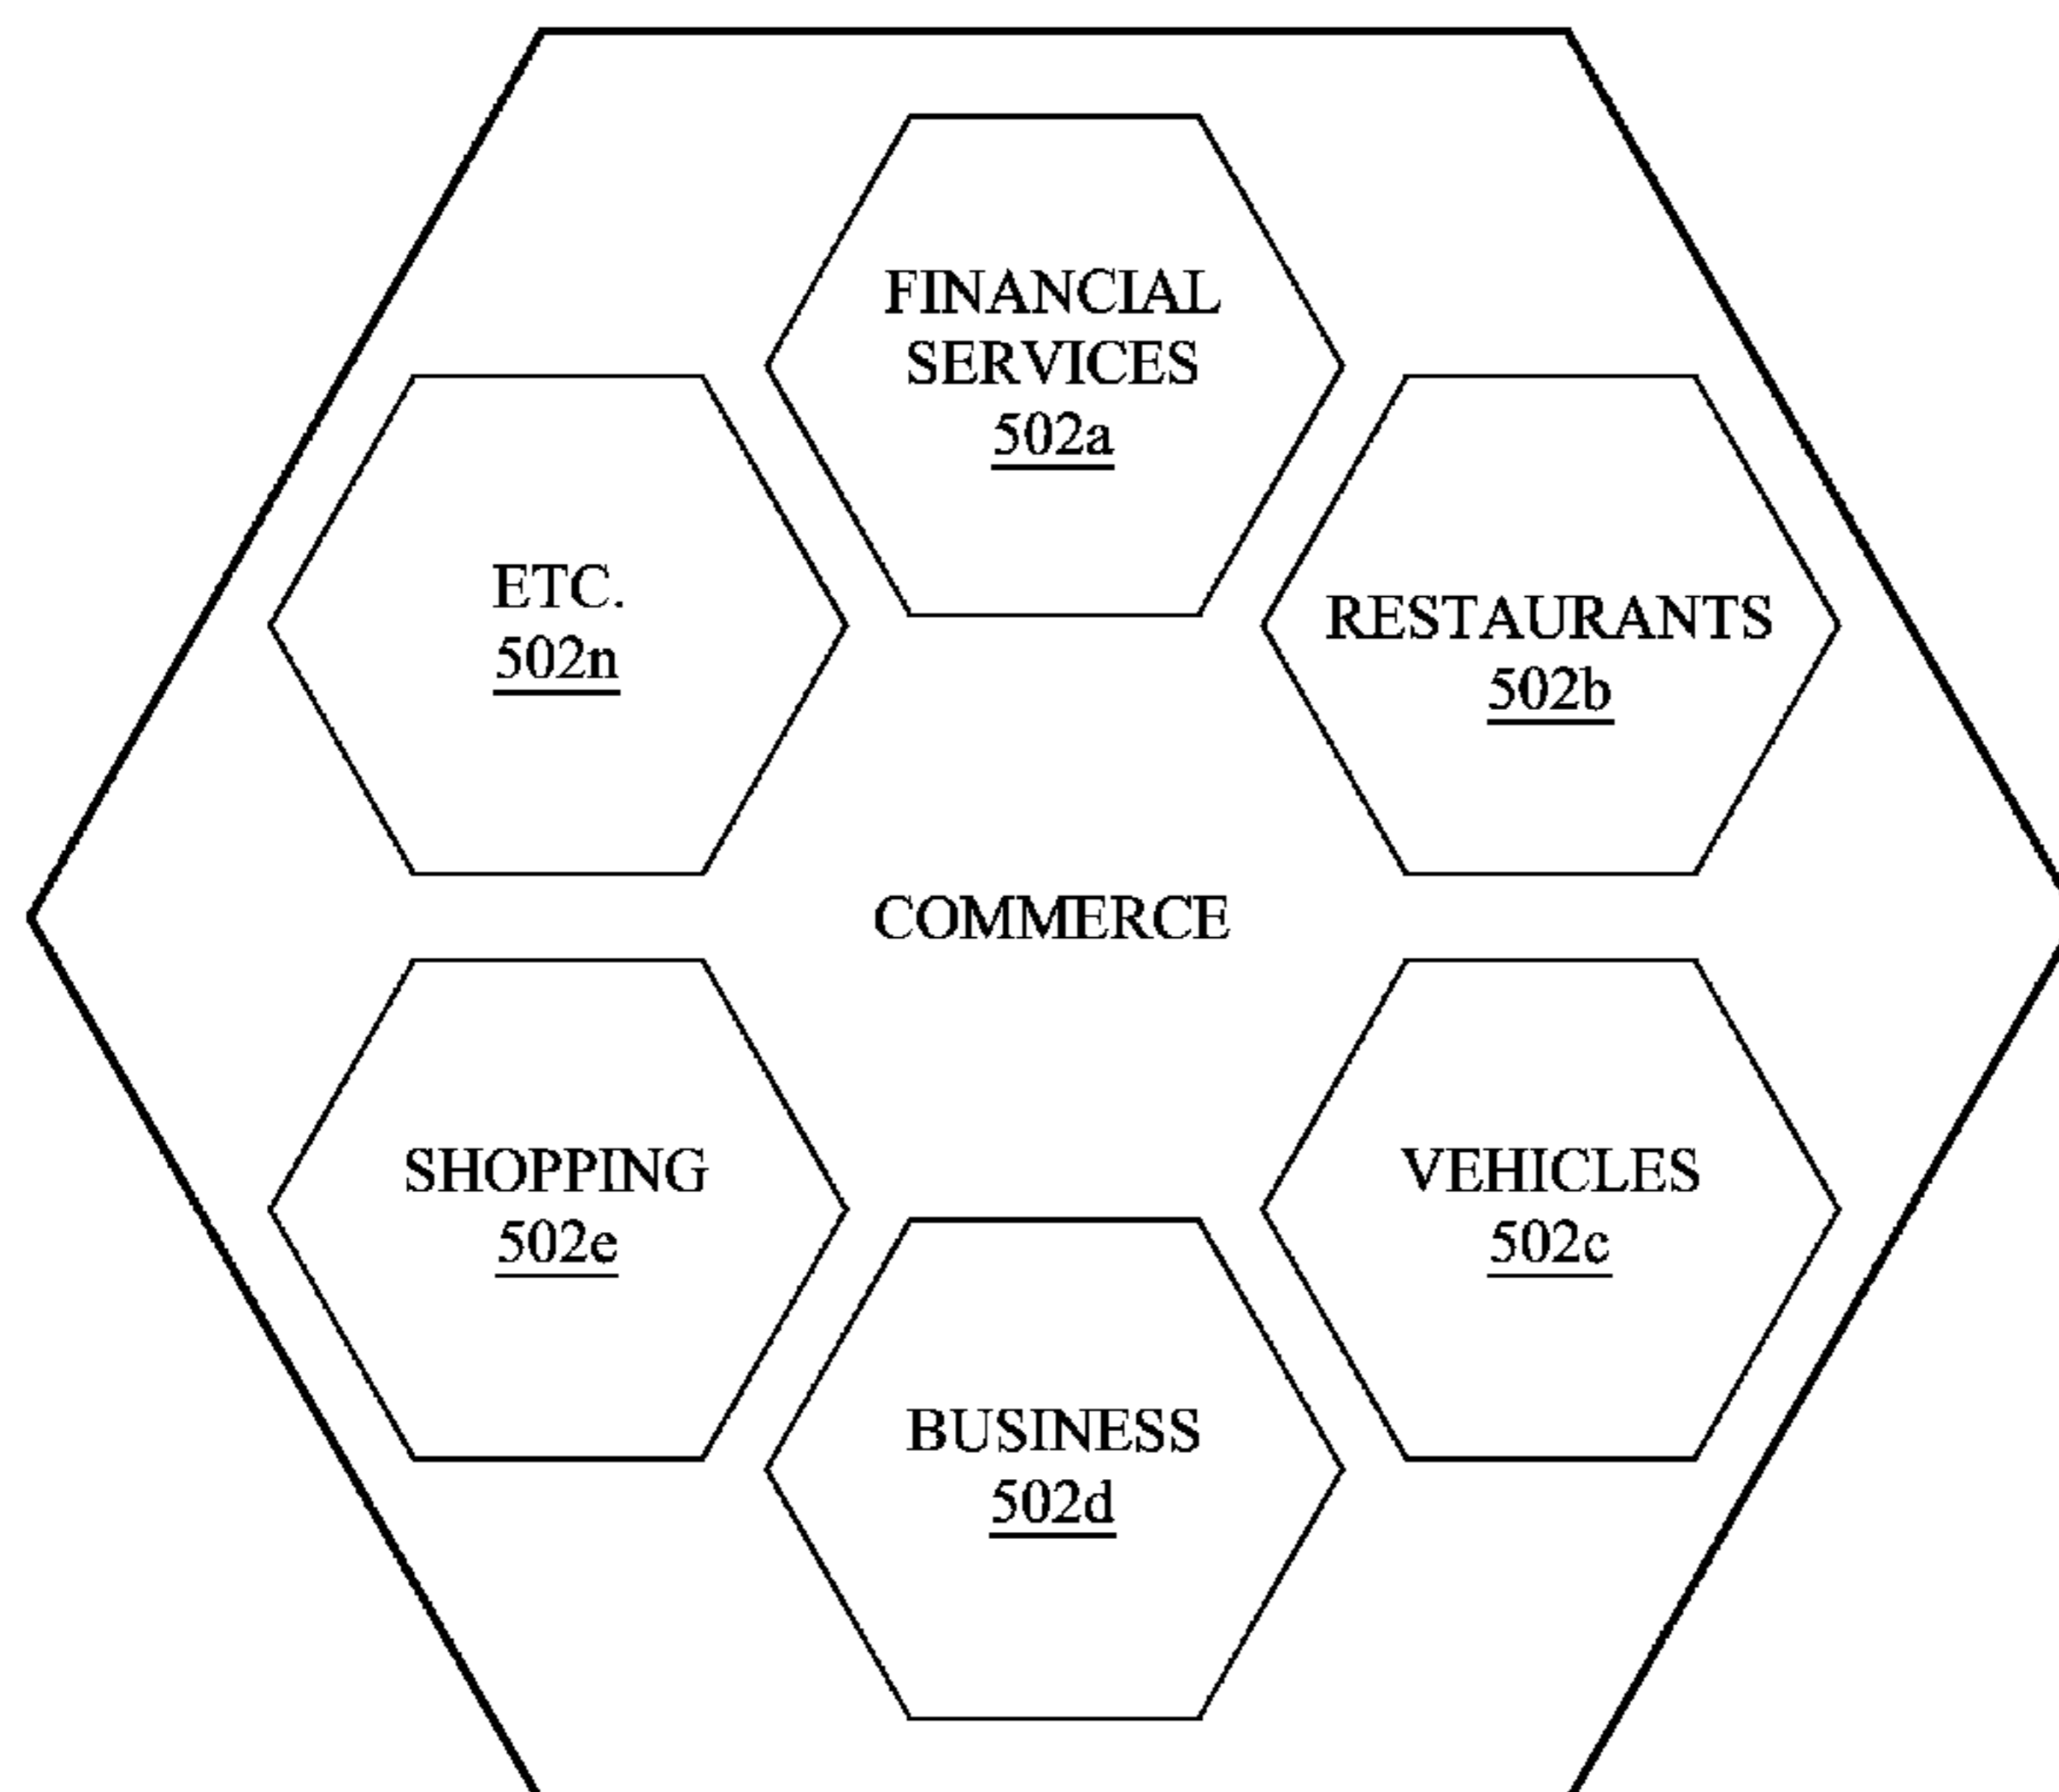 FINANCIAL
SERVICES
502a
ETC.
502n
RESTAURANTS
502b
COMMERCE
SHOPPING
502e
VEHICLES
502c
BUSINESS
502d